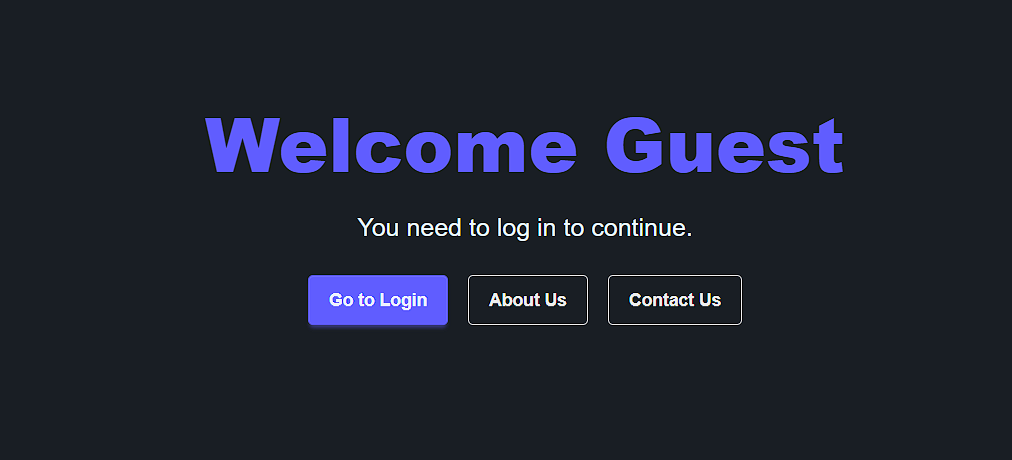 Welcome Guest
You need to log in to continue.
Go to Login
About Us
Contact Us